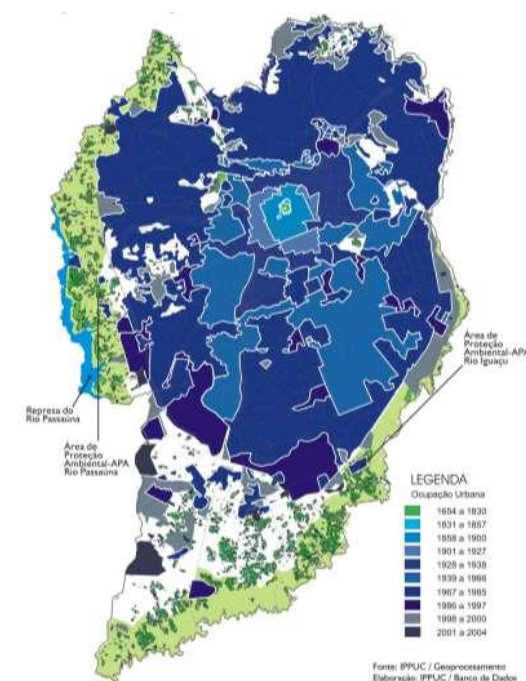 Represa do
Rio Passaúna
Área de
Proteção
Ambiental-APA
Rio Passaúna
Área de
Proteção
Ambiental-APA
Rio Iguaçu
LEGENDA
Ocupação Urbana
1654 a 1830
1831 a 1857
1858 a 1900
1901 a 1927
1928 a 1938
1939 a 1966
1967 a 1985
1986 a 1997
1998 a 2000
2001 a 2004
Fonte: IPPUC / Geoprocessamento
Elaboração: IPPUC / Banco de Dados